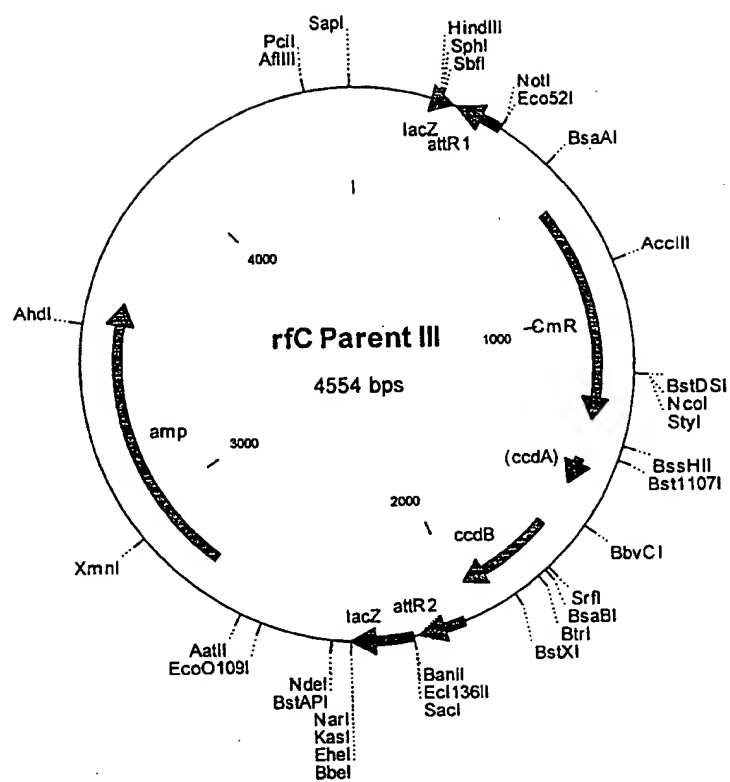 SapI
PciI
AflIII
HindIII
SphI
SbfI
NotI
Eco52I
lacZ
attR1
BsaAI
4000
AccIII
AhdI
rfC Parent III
4554 bps
1000
CmR
BstDSI
NcoI
StyI
amp
3000
(ccdA)
BssHII
Bst1107I
2000
ccdB
BbvCI
XmnI
SrfI
BsaBI
BtrI
BstXI
lacZ
attR2
AatII
EcoO109I
NdeI
BstAPI
BanII
Ecl136II
SacI
NarI
KasI
EheI
BbeI